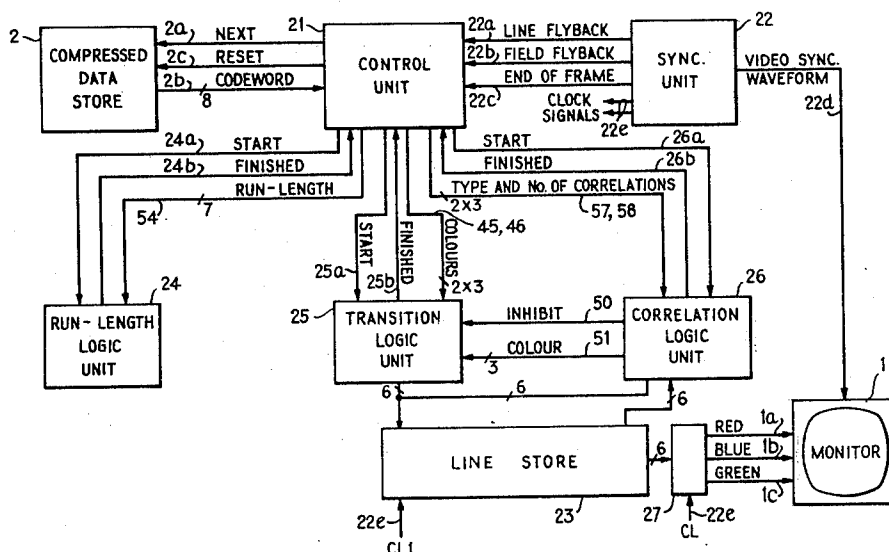 2
COMPRESSED
DATA
STORE
2a
NEXT
2c
RESET
2b
CODEWORD
8
21
CONTROL
UNIT
22a
LINE FLYBACK
22b
FIELD FLYBACK
22c
END OF FRAME
CLOCK
SIGNALS
22e
22
SYNC.
UNIT
VIDEO SYNC.
WAVEFORM
22d
24a
START
24b
FINISHED
RUN-LENGTH
54
7
START
26a
FINISHED
26b
TYPE AND No. OF CORRELATIONS
2×3
57, 58
45, 46
START
25a
FINISHED
25b
COLOURS
2×3
24
RUN-LENGTH
LOGIC
UNIT
25
TRANSITION
LOGIC
UNIT
INHIBIT
50
COLOUR
51
3
26
CORRELATION
LOGIC
UNIT
6
6
6
LINE STORE
23
22e
CL1
6
27
CL
22e
RED
1a
BLUE
1b
GREEN
1c
1
MONITOR